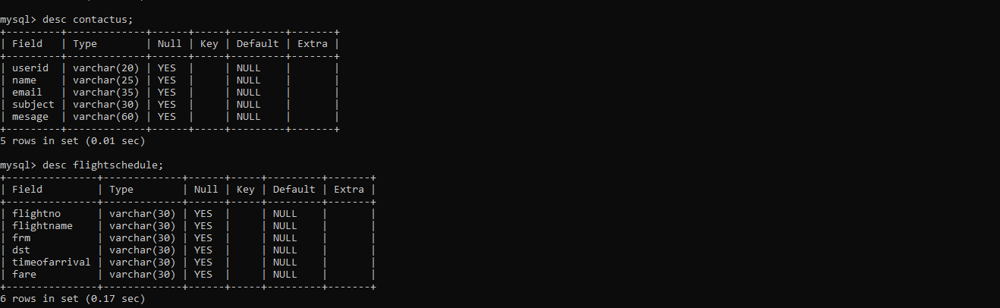 mysql> desc contactus;
+---------+-------------+------+-----+---------+-------+
| Field   | Type        | Null | Key | Default | Extra |
+---------+-------------+------+-----+---------+-------+
| userid  | varchar(20) | YES  |     | NULL    |       |
| name    | varchar(25) | YES  |     | NULL    |       |
| email   | varchar(35) | YES  |     | NULL    |       |
| subject | varchar(30) | YES  |     | NULL    |       |
| mesage  | varchar(60) | YES  |     | NULL    |       |
+---------+-------------+------+-----+---------+-------+
5 rows in set (0.01 sec)
mysql> desc flightschedule;
+---------------+-------------+------+-----+---------+-------+
| Field         | Type        | Null | Key | Default | Extra |
+---------------+-------------+------+-----+---------+-------+
| flightno      | varchar(30) | YES  |     | NULL    |       |
| flightname    | varchar(30) | YES  |     | NULL    |       |
| frm           | varchar(30) | YES  |     | NULL    |       |
| dst           | varchar(30) | YES  |     | NULL    |       |
| timeofarrival | varchar(30) | YES  |     | NULL    |       |
| fare          | varchar(30) | YES  |     | NULL    |       |
+---------------+-------------+------+-----+---------+-------+
6 rows in set (0.17 sec)